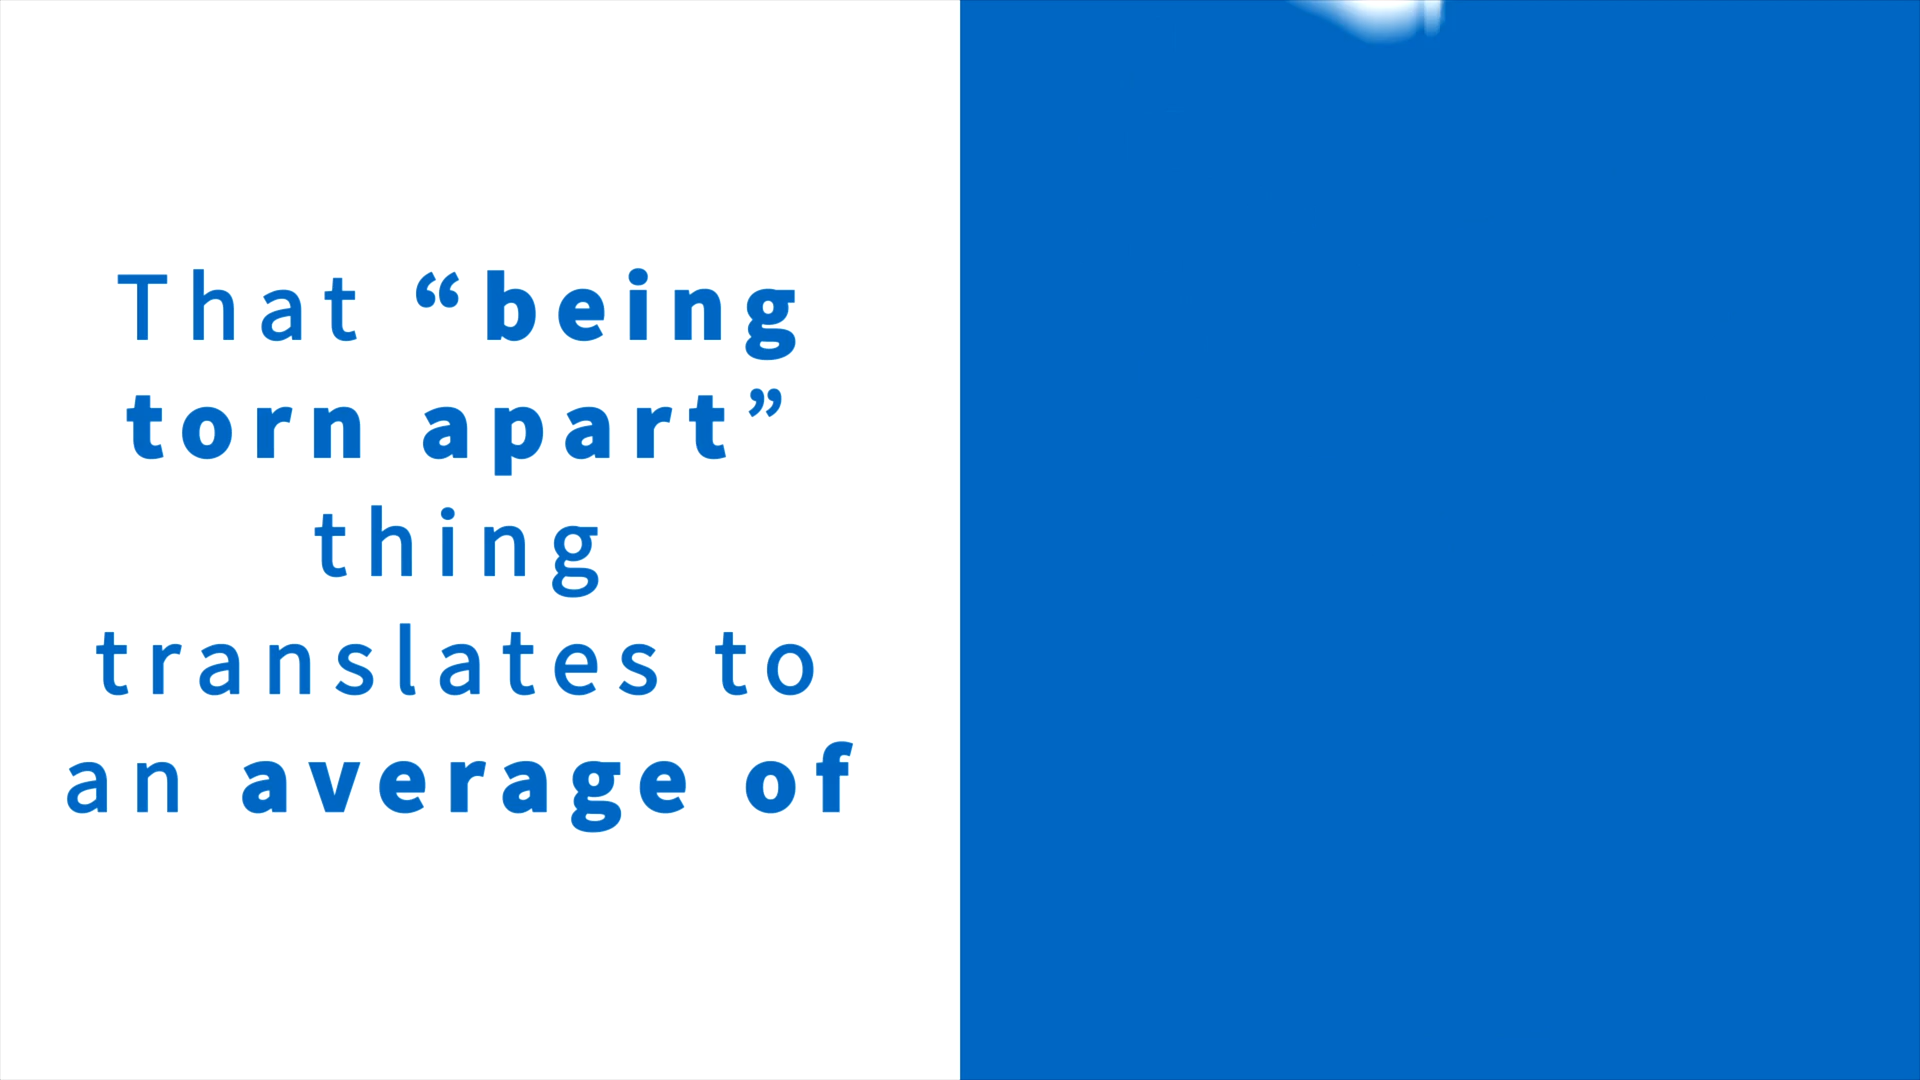 That “being
torn apart”
thing
translates to
an average of